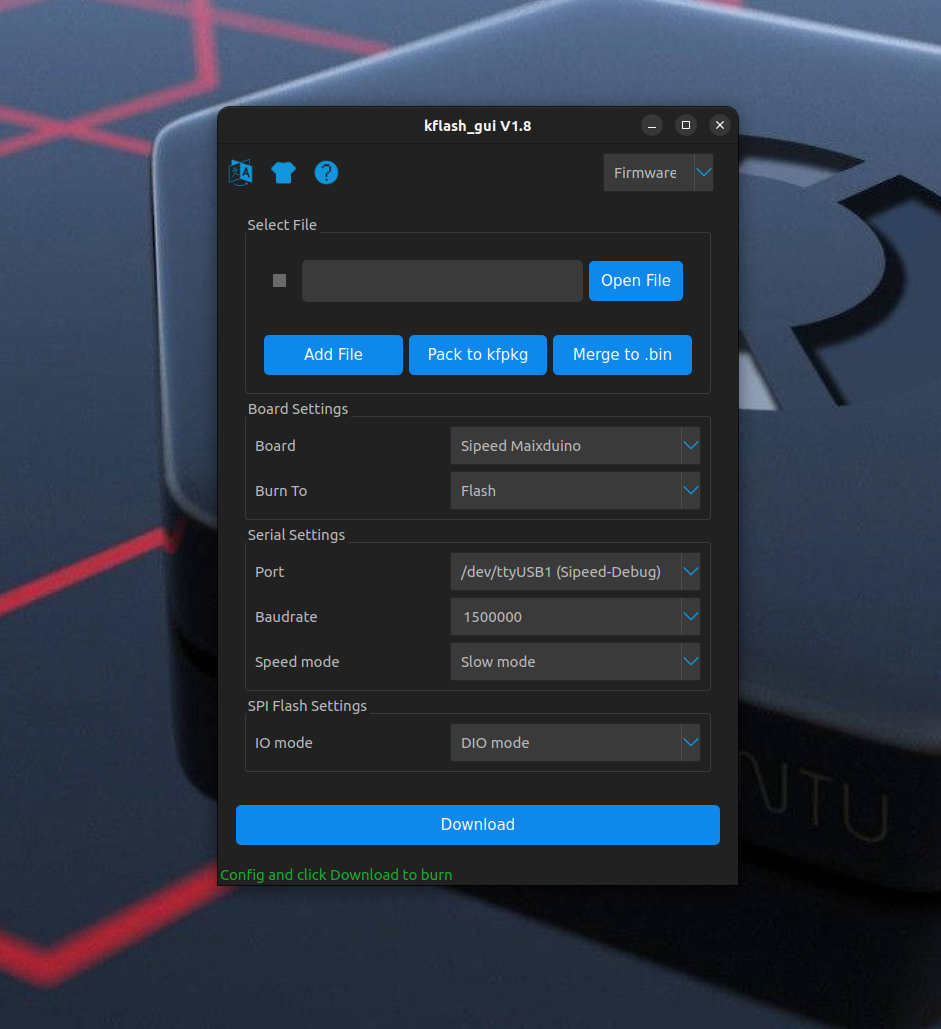 kflash_gui V1.8
Firmware
Select File
Open File
Add File Pack to kfpkg Merge to .bin
Board Settings
Board Sipeed Maixduino
Burn To Flash
Serial Settings
Port /dev/ttyUSB1 (Sipeed-Debug)
Baudrate 1500000
Speed mode Slow mode
SPI Flash Settings
IO mode DIO mode
NTU
Download
Config and click Download to burn